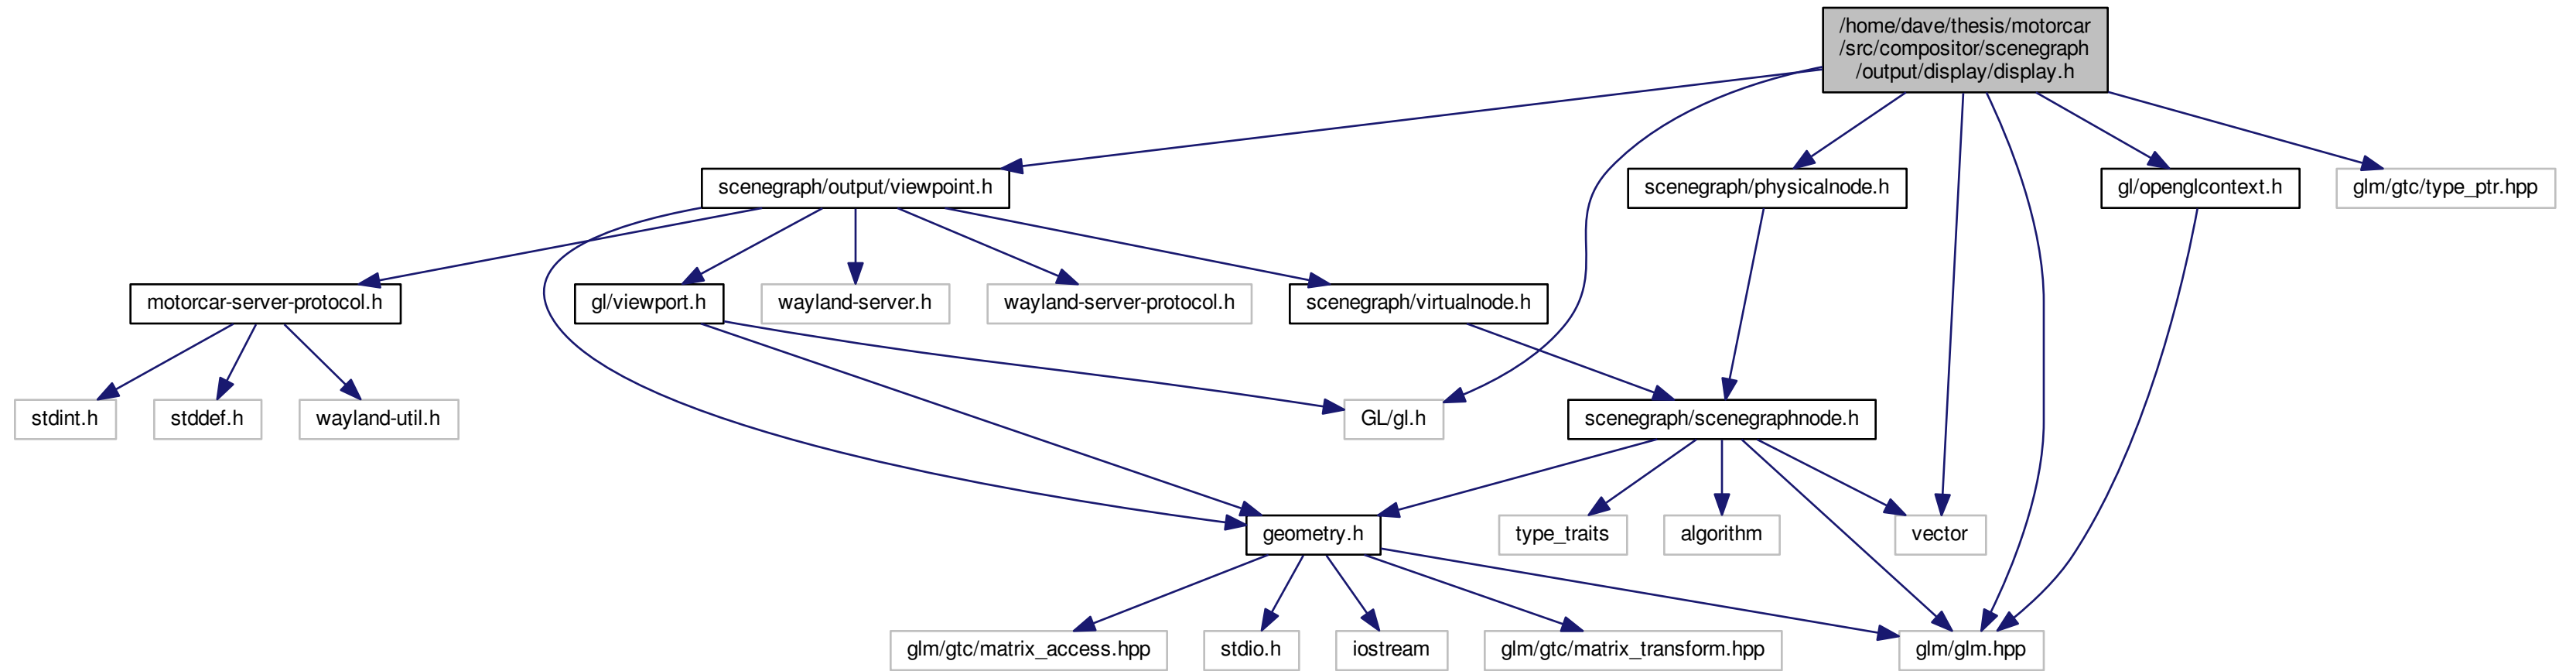 /home/dave/thesis/motorcar
/src/compositor/scenegraph
/output/display/display.h
scenegraph/output/viewpoint.h
scenegraph/physicalnode.h
gl/openglcontext.h
glm/gtc/type_ptr.hpp
motorcar-server-protocol.h
gl/viewport.h
wayland-server.h
wayland-server-protocol.h
scenegraph/virtualnode.h
stdint.h
stddef.h
wayland-util.h
GL/gl.h
scenegraph/scenegraphnode.h
geometry.h
type_traits
algorithm
vector
glm/gtc/matrix_access.hpp
stdio.h
iostream
glm/gtc/matrix_transform.hpp
glm/glm.hpp